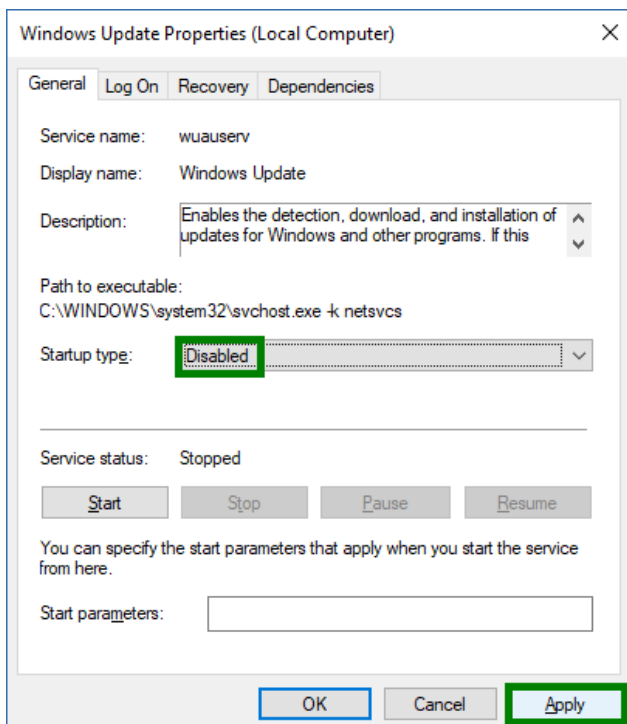 Windows Update Properties (Local Computer)
General Log On Recovery Dependencies
Service name: wuauserv
Display name: Windows Update
Description: Enables the detection, download, and installation of
updates for Windows and other programs. If this
Path to executable:
C:\WINDOWS\system32\svchost.exe -k netsvcs
Startup type: Disabled
Service status: Stopped
Start Stop Pause Resume
You can specify the start parameters that apply when you start the service
from here.
Start parameters:
OK Cancel Apply